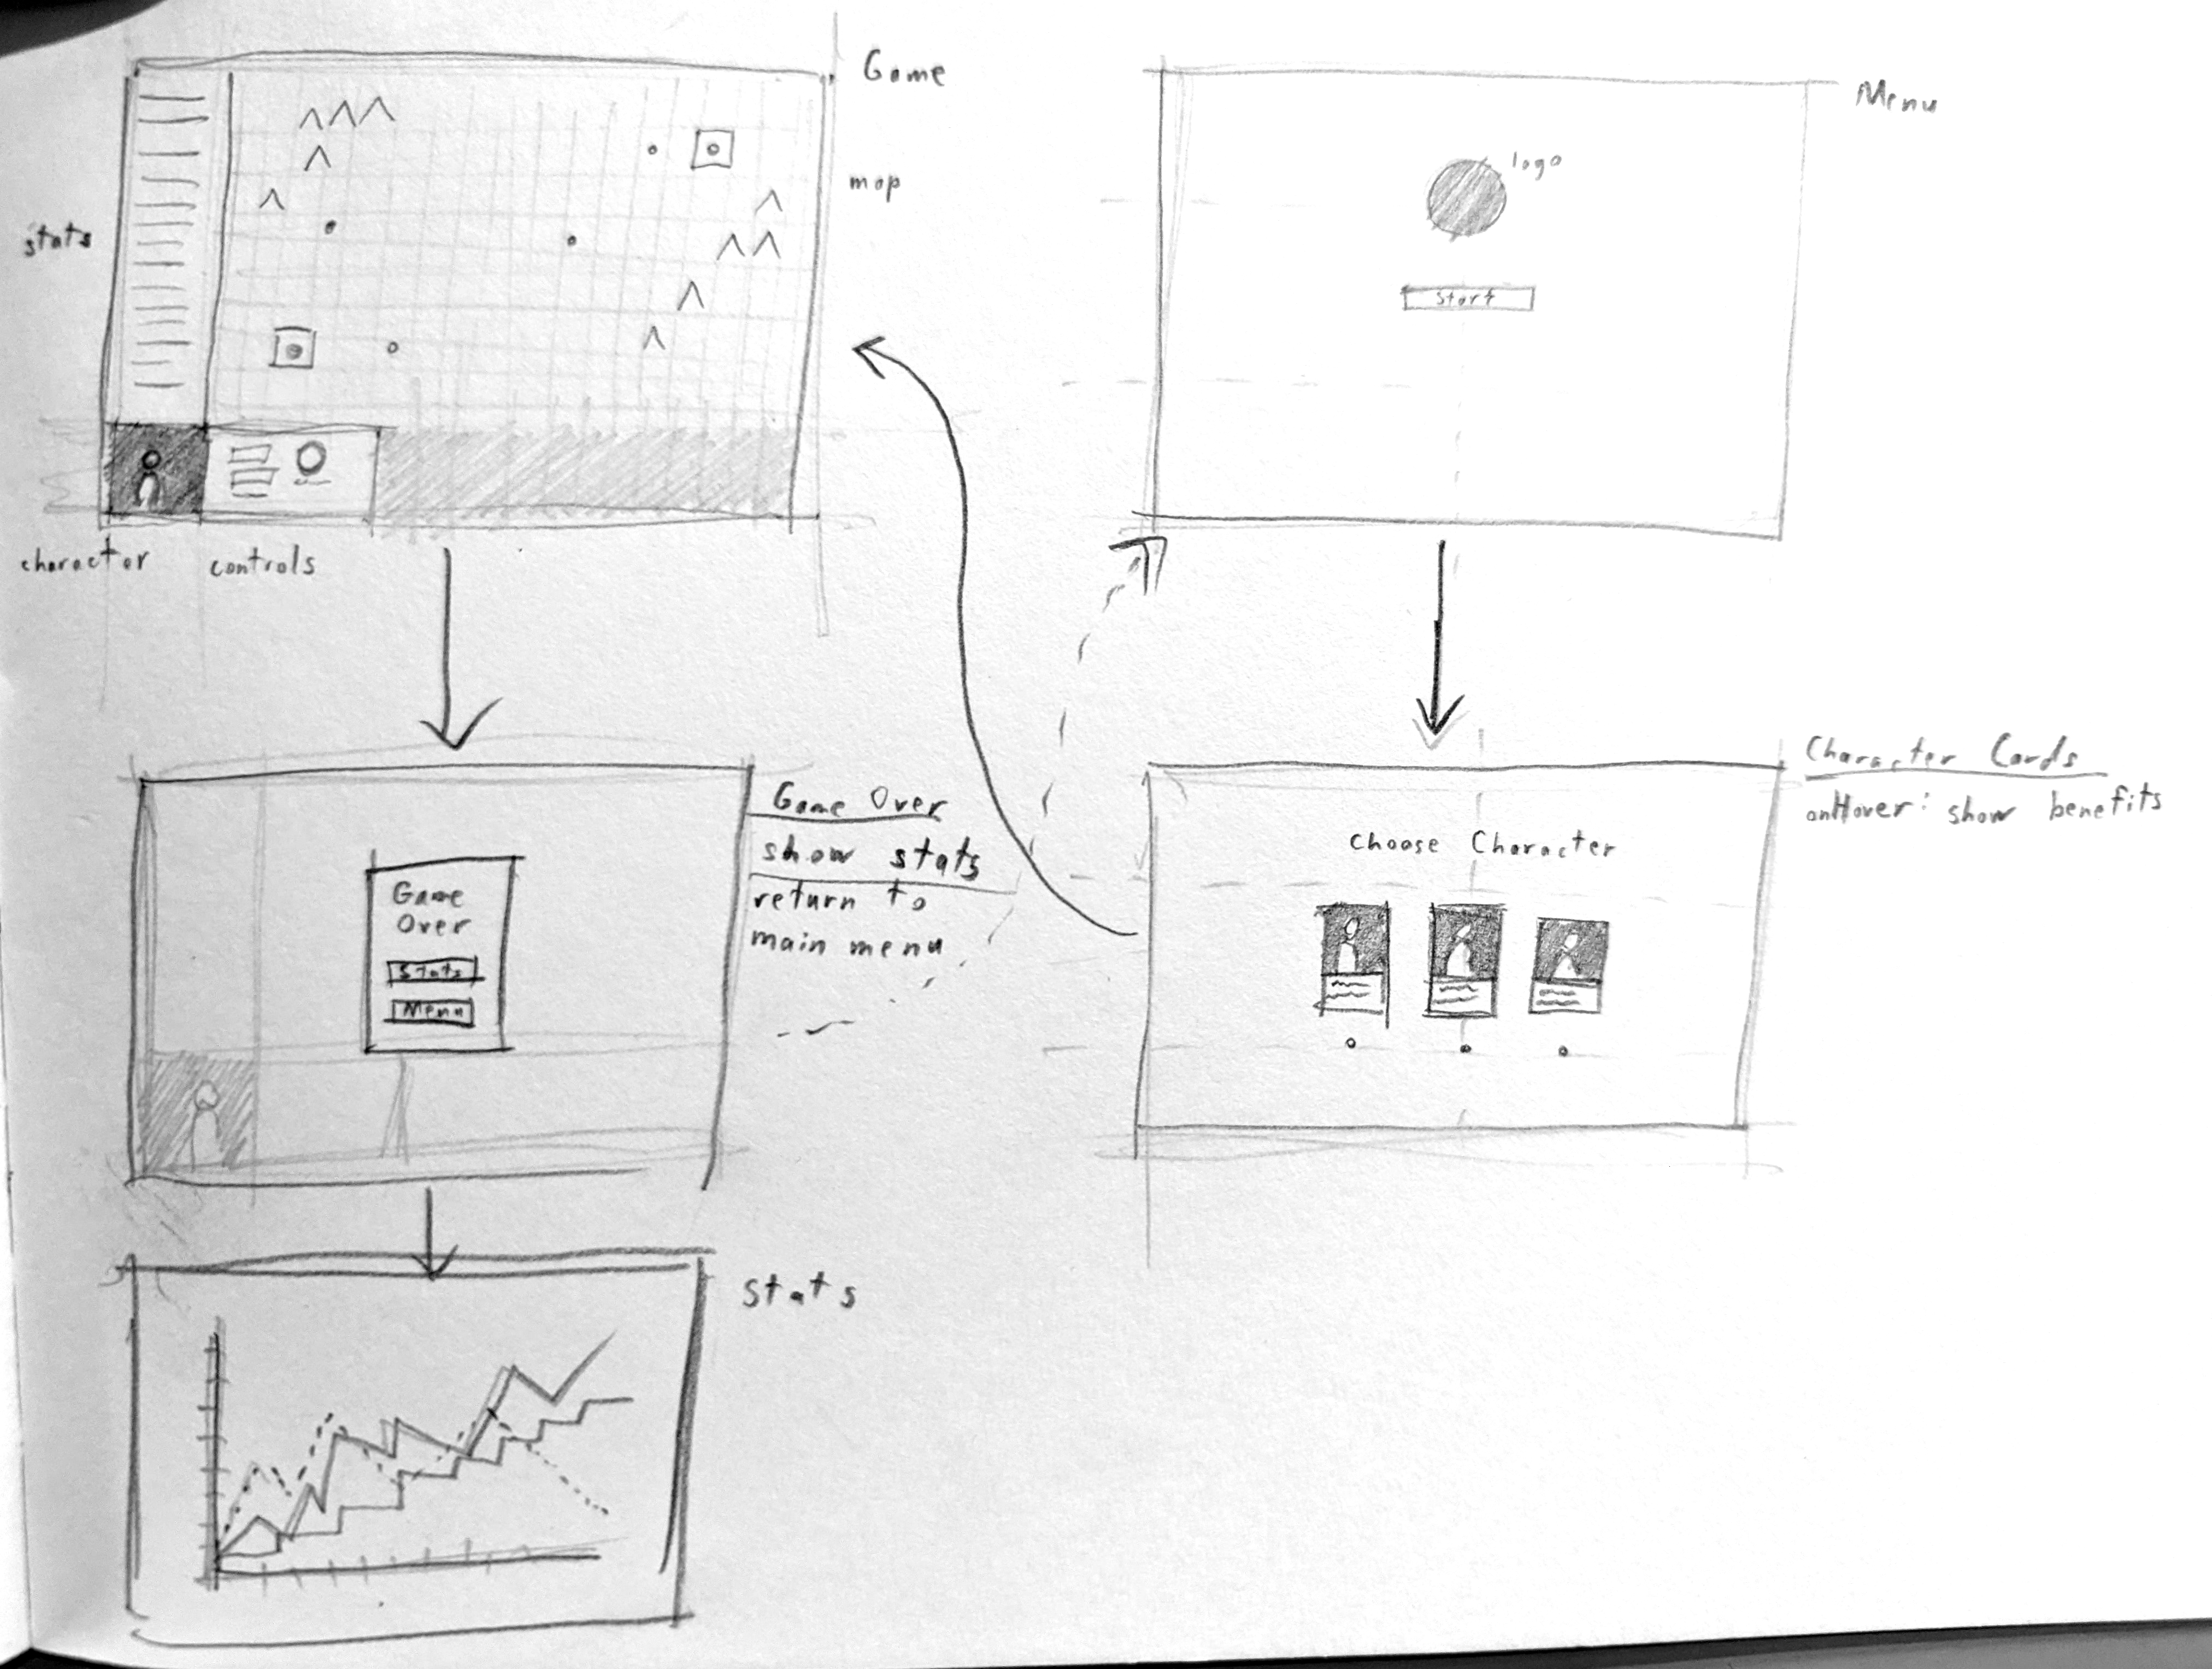 Game
map
stats
character
controls
Menu
logo
Start
Character Cards
onHover: show benefits
Choose Character
Game Over
show stats
return to
main menu
Game
Over
Stats
Menu
Stats